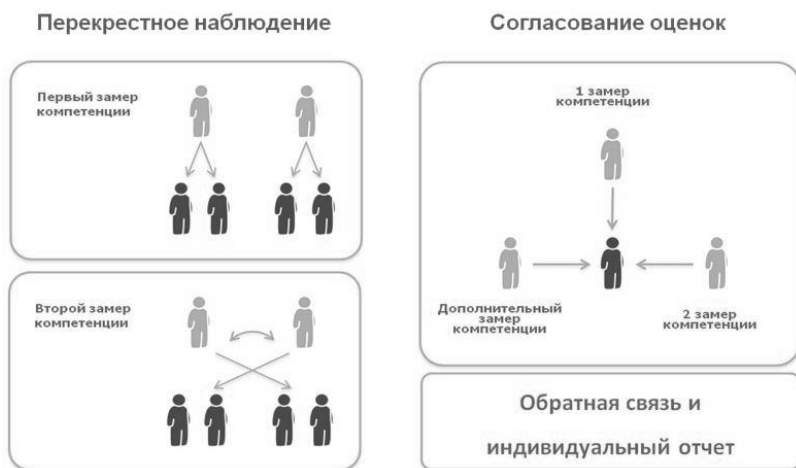 Перекрестное наблюдение
Первый замер
компетенции
Второй замер
компетенции
Согласование оценок
1 замер
компетенции
Дополнительный
замер
компетенции
2 замер
компетенции
Обратная связь и
индивидуальный отчет